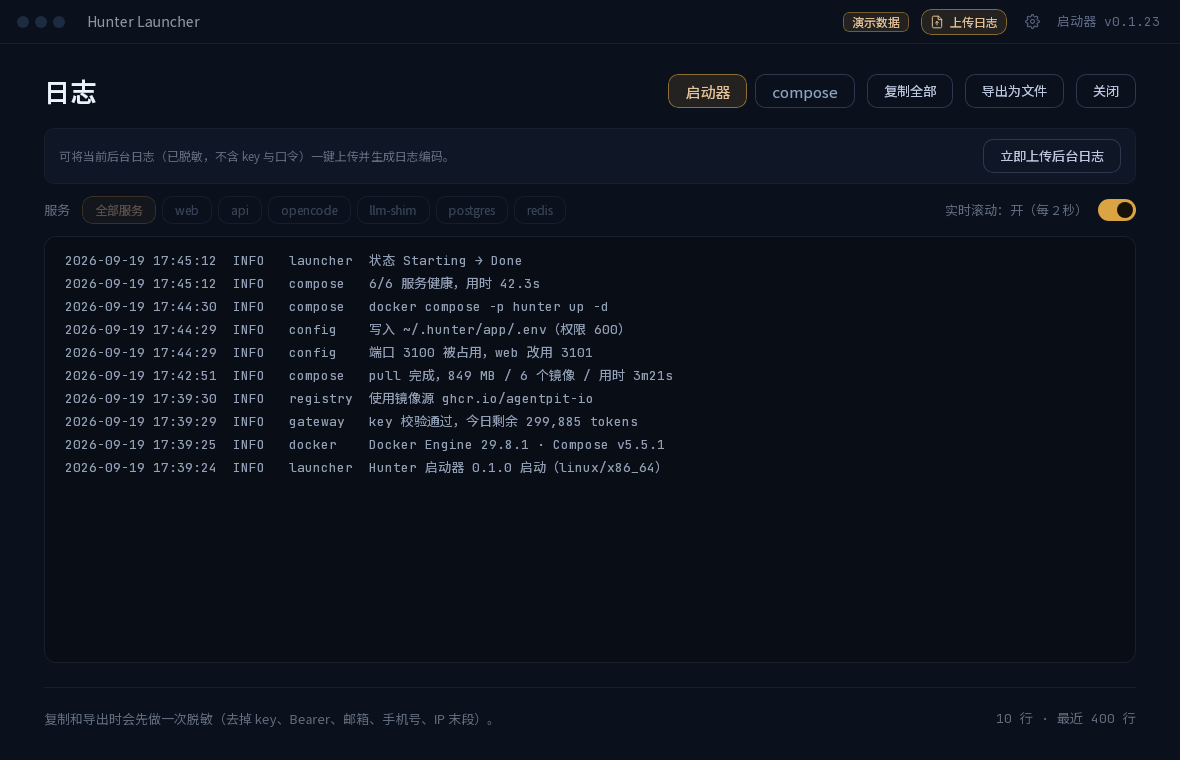 Hunter Launcher 演示数据 上传日志 启动器 v0.1.23
日志 启动器 compose 复制全部 导出为文件 关闭
可将当前后台日志（已脱敏，不含 key 与口令）一键上传并生成日志编码。 立即上传后台日志
服务 全部服务 web api opencode llm-shim postgres redis 实时滚动：开（每 2 秒）
2026-09-19 17:45:12 INFO launcher 状态 Starting → Done
2026-09-19 17:45:12 INFO compose 6/6 服务健康，用时 42.3s
2026-09-19 17:44:30 INFO compose docker compose -p hunter up -d
2026-09-19 17:44:29 INFO config 写入 ~/.hunter/app/.env（权限 600）
2026-09-19 17:44:29 INFO config 端口 3100 被占用，web 改用 3101
2026-09-19 17:42:51 INFO compose pull 完成，849 MB / 6 个镜像 / 用时 3m21s
2026-09-19 17:39:30 INFO registry 使用镜像源 ghcr.io/agentpit-io
2026-09-19 17:39:29 INFO gateway key 校验通过，今日剩余 299,885 tokens
2026-09-19 17:39:25 INFO docker Docker Engine 29.8.1 · Compose v5.5.1
2026-09-19 17:39:24 INFO launcher Hunter 启动器 0.1.0 启动（linux/x86_64）
复制和导出时会先做一次脱敏（去掉 key、Bearer、邮箱、手机号、IP 末段）。 10 行 · 最近 400 行